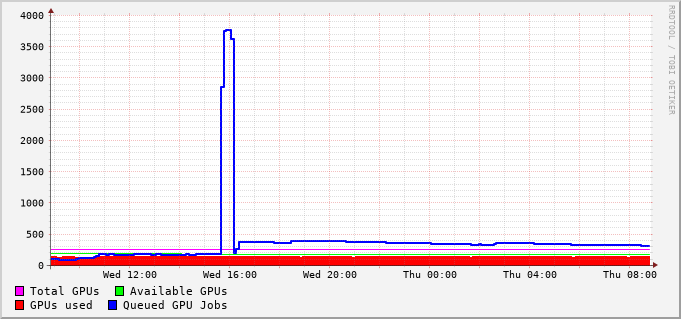 4000
3500
3000
2500
2000
1500
1000
500
0
Wed 12:00 Wed 16:00 Wed 20:00 Thu 00:00 Thu 04:00 Thu 08:00
Total GPUs Available GPUs
GPUs used Queued GPU Jobs
RRDTOOL / TOBI OETIKER